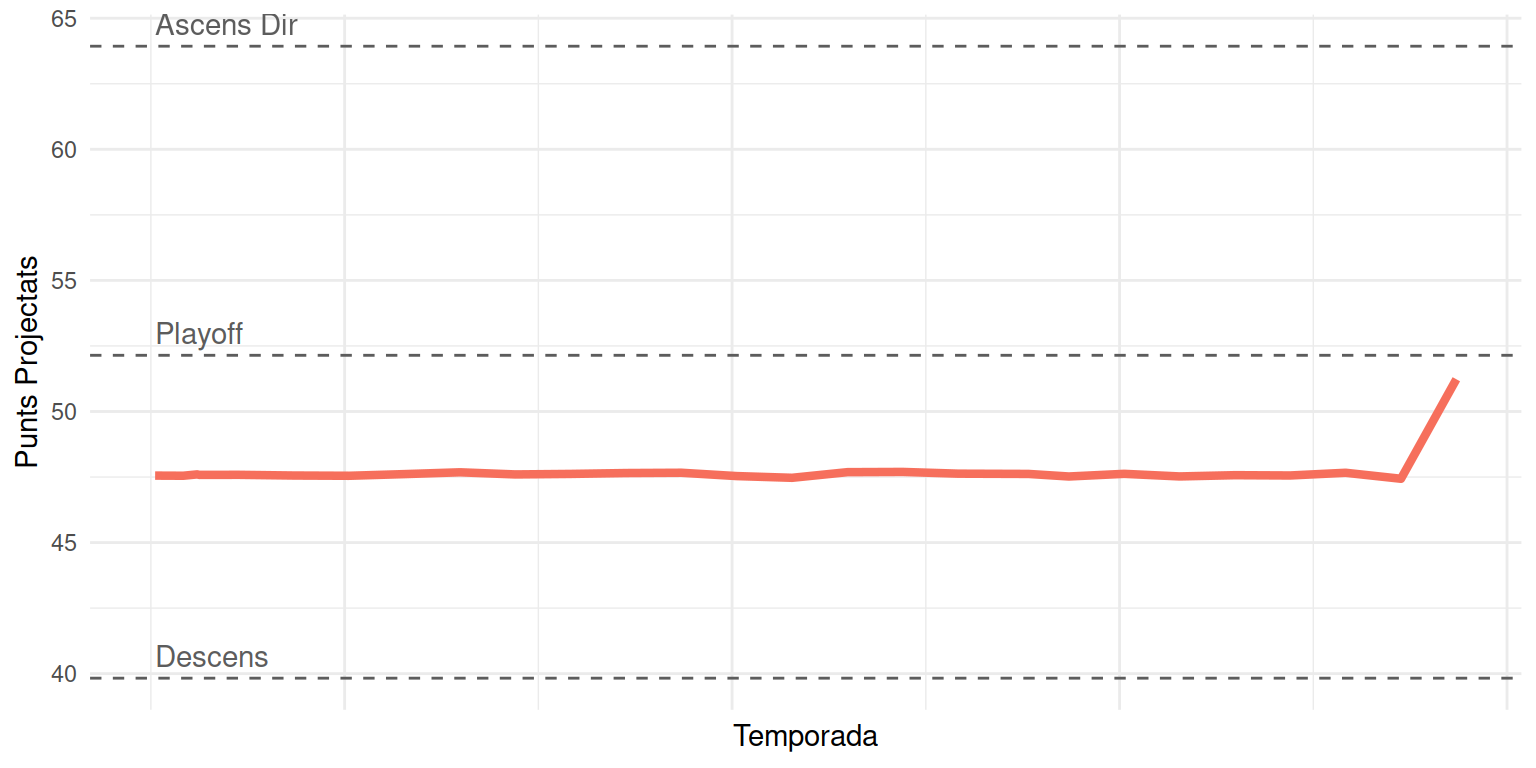 65
Ascens Dir
60
55
Playoff
50
45
Descens
40
Punts Projectats
Temporada